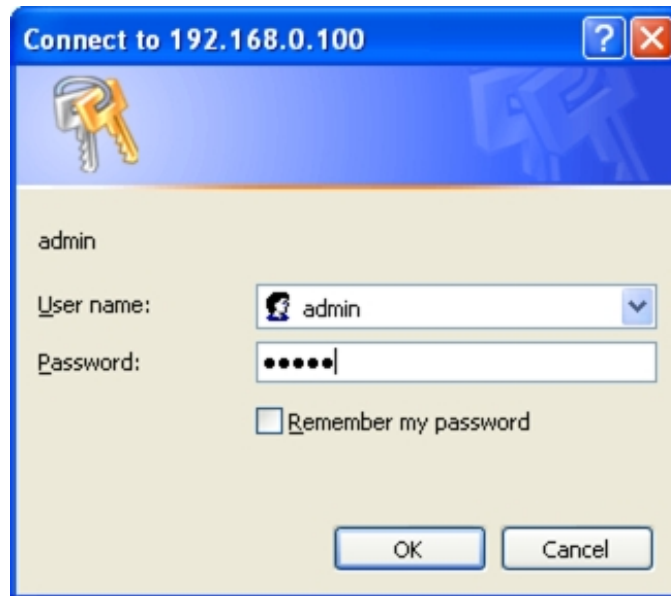 Connect to 192.168.0.100
admin
User name: admin
Password: •••••
Remember my password
OK Cancel